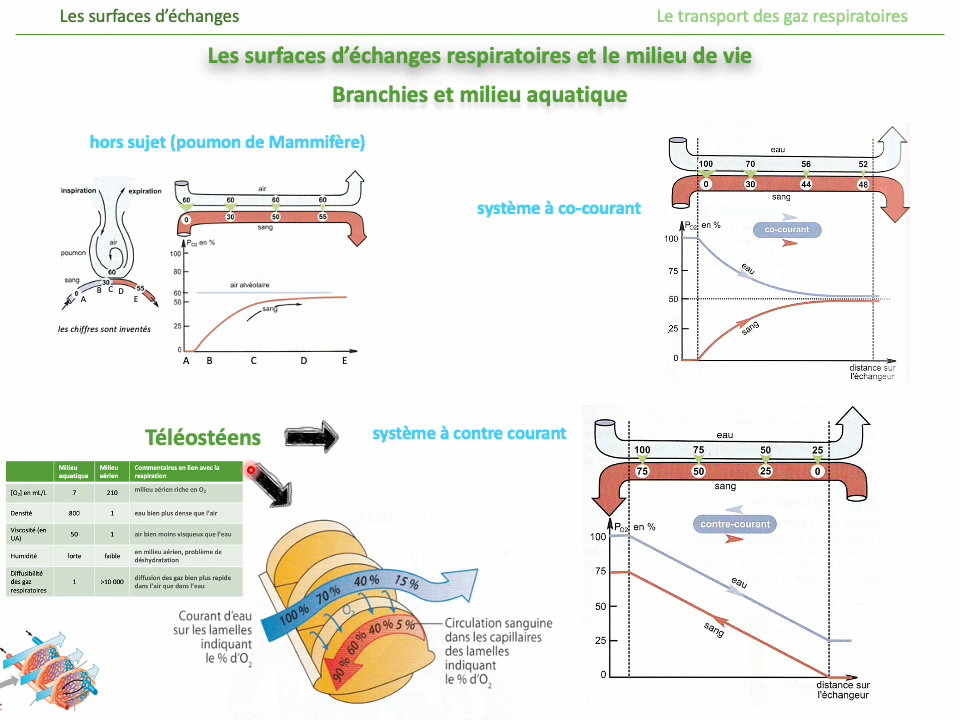 Les surfaces d'échanges
Le transport des gaz respiratoires
Les surfaces d'échanges respiratoires et le milieu de vie
Branchies et milieu aquatique
hors sujet (poumon de Mammifère)
inspiration
expiration
air
poumon
60
sang
0
30
55
A
B
C
D
E
les chiffres sont inventés
air
60 60 60 60
0 30 50 55
sang
PO2 en %
100
80
60
50
25
0
air alvéolaire
sang
A B C D E
système à co-courant
eau
100 70 56 52
0 30 44 48
sang
PO2 en %
co-courant
100
75
50
25
0
eau
sang
distance sur
l'échangeur
Téléostéens
système à contre courant
Milieu aquatique
Milieu aérien
Commentaires en lien avec la respiration
[O2] en mL/L 7 210 milieu aérien riche en O2
Densité 800 1 eau bien plus dense que l'air
Viscosité (en UA) 50 1 air bien moins visqueux que l'eau
Humidité forte faible en milieu aérien, problème de déshydratation
Diffusibilité des gaz respiratoires 1 >10 000 diffusion des gaz bien plus rapide dans l'air que dans l'eau
Courant d'eau
sur les lamelles
indiquant
le % d'O2
100 % 70 % 40 % 15 %
O2
90 % 60 % 40 % 5 %
Circulation sanguine
dans les capillaires
des lamelles
indiquant
le % d'O2
eau
100 75 50 25
75 50 25 0
sang
PO2 en %
contre-courant
100
75
50
25
0
eau
sang
distance sur
l'échangeur